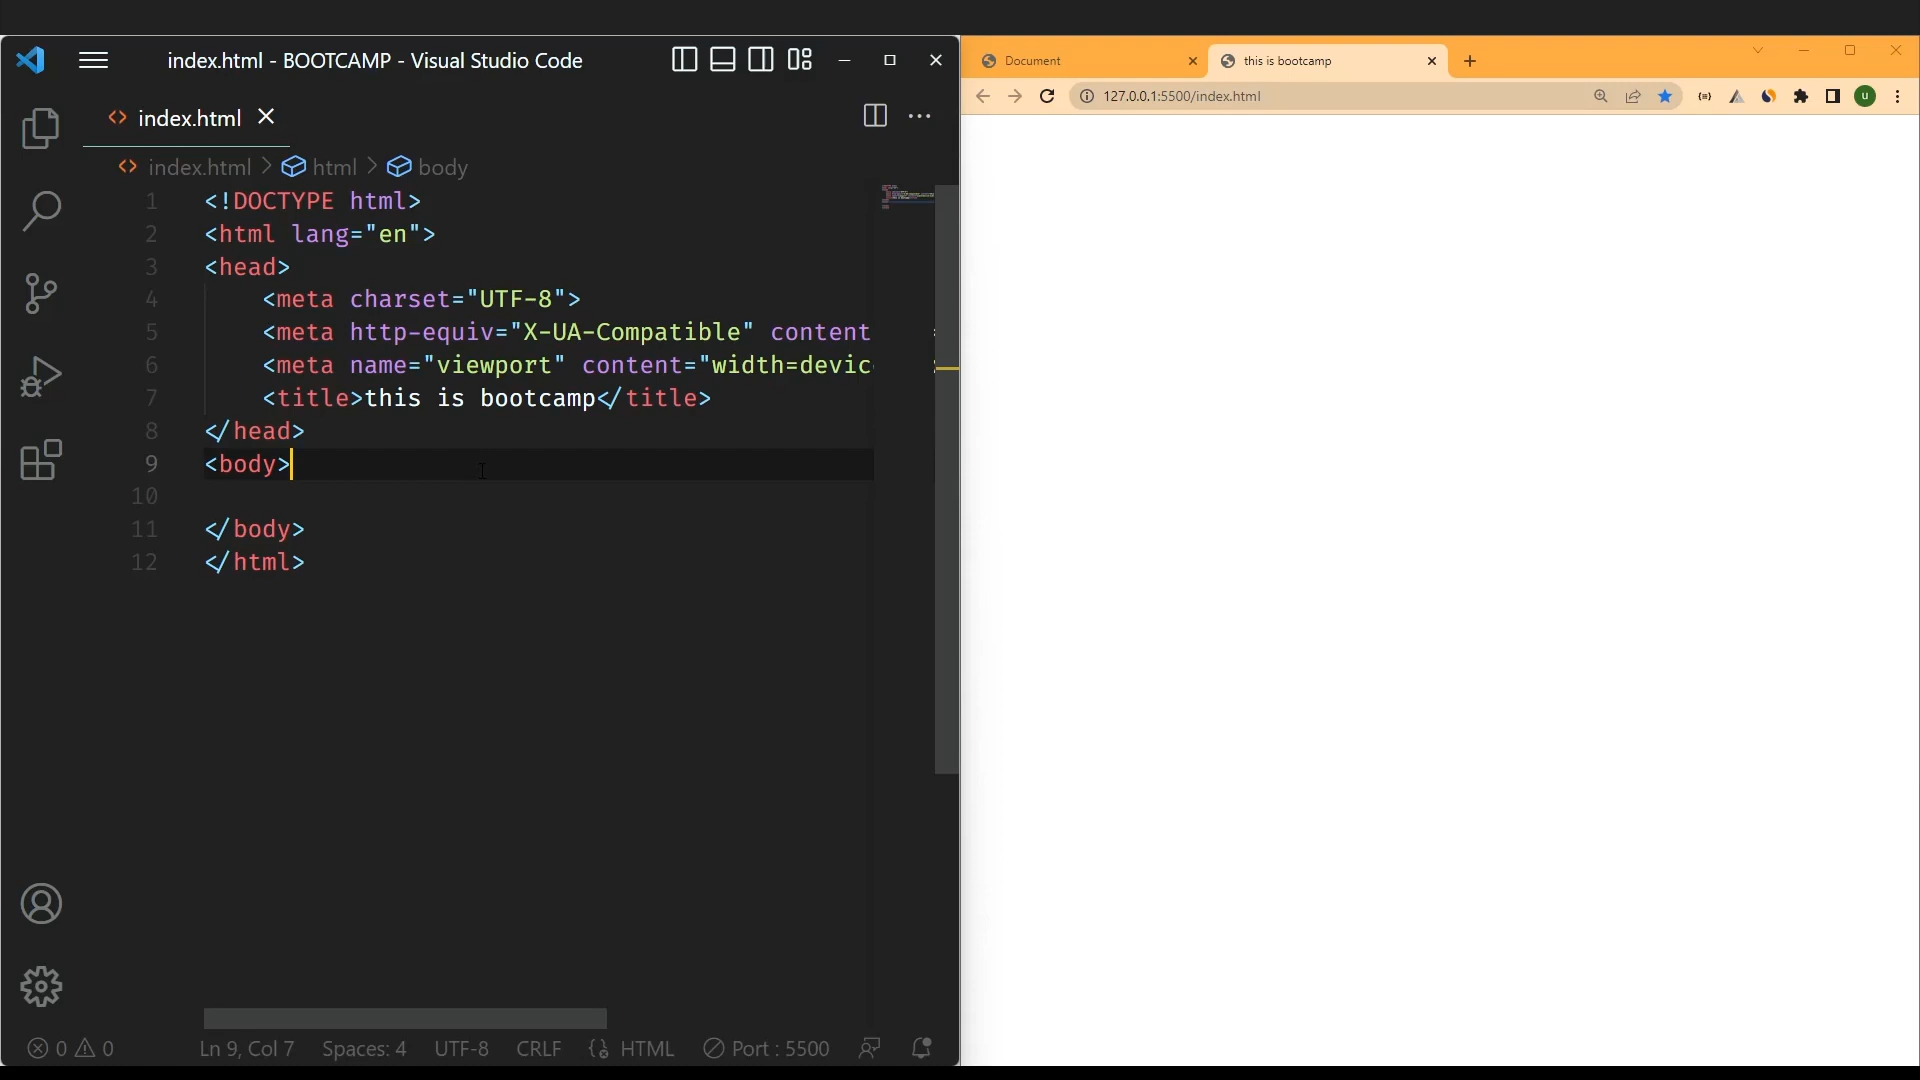 index.html - BOOTCAMP - Visual Studio Code
index.html
index.html > html > body
1 <!DOCTYPE html>
2 <html lang="en">
3 <head>
4 <meta charset="UTF-8">
5 <meta http-equiv="X-UA-Compatible" content
6 <meta name="viewport" content="width=devic
7 <title>this is bootcamp</title>
8 </head>
9 <body>
10
11 </body>
12 </html>
0 0 Ln 9, Col 7 Spaces: 4 UTF-8 CRLF HTML Port : 5500
Document this is bootcamp
127.0.0.1:5500/index.html
U